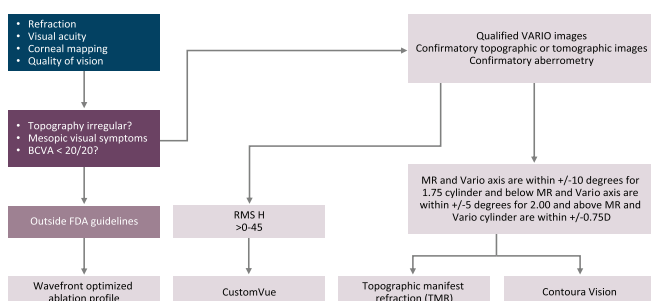 • Refraction
• Visual acuity
• Corneal mapping
• Quality of vision
Qualified VARIO images
Confirmatory topographic or tomographic images
Confirmatory aberrometry
• Topography irregular?
• Mesopic visual symptoms
• BCVA < 20/20?
MR and Vario axis are within +/-10 degrees for
1.75 cylinder and below MR and Vario axis are
within +/-5 degrees for 2.00 and above MR and
Vario cylinder are within +/-0.75D
Outside FDA guidelines
RMS H
>0-45
Wavefront optimized
ablation profile
CustomVue
Topographic manifest
refraction (TMR)
Contoura Vision